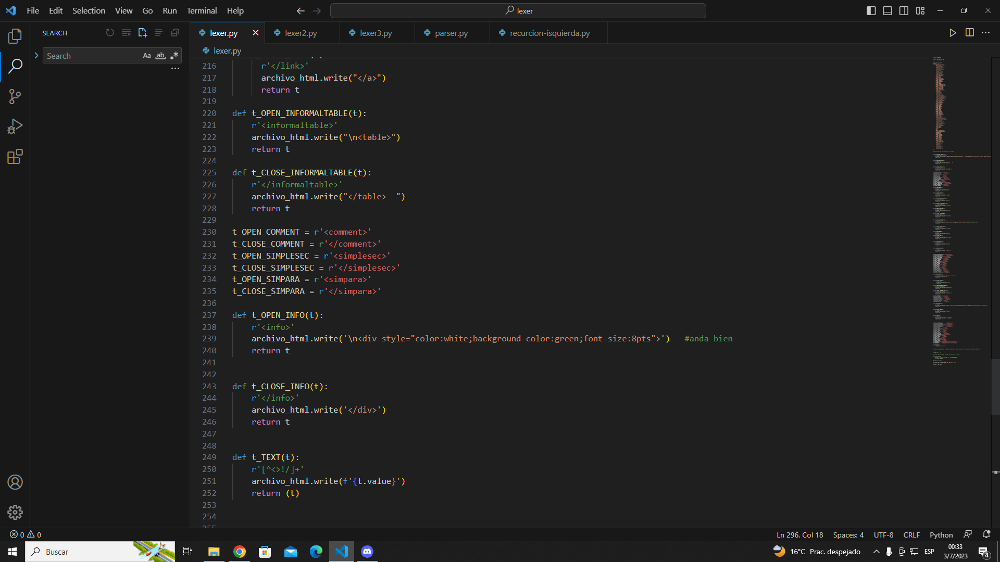 File Edit Selection View Go Run Terminal Help
lexer
SEARCH
Search
Aa ab .*
lexer.py
lexer2.py
lexer3.py
parser.py
recurcion-isquierda.py
lexer.py
216 r'</link>'
217 archivo_html.write("</a>")
218 return t
219
220 def t_OPEN_INFORMALTABLE(t):
221 r'<informaltable>'
222 archivo_html.write("\n<table>")
223 return t
224
225 def t_CLOSE_INFORMALTABLE(t):
226 r'</informaltable>'
227 archivo_html.write("</table>  ")
228 return t
229
230 t_OPEN_COMMENT = r'<comment>'
231 t_CLOSE_COMMENT = r'</comment>'
232 t_OPEN_SIMPLESEC = r'<simplesec>'
233 t_CLOSE_SIMPLESEC = r'</simplesec>'
234 t_OPEN_SIMPARA = r'<simpara>'
235 t_CLOSE_SIMPARA = r'</simpara>'
236
237 def t_OPEN_INFO(t):
238 r'<info>'
239 archivo_html.write('\n<div style="color:white;background-color:green;font-size:8pts">')   #anda bien
240 return t
241
242
243 def t_CLOSE_INFO(t):
244 r'</info>'
245 archivo_html.write('</div>')
246 return t
247
248
249 def t_TEXT(t):
250 r'[^<>!/]+'
251 archivo_html.write(f'{t.value}')
252 return (t)
253
254
0 0
Ln 296, Col 18 Spaces: 4 UTF-8 CRLF Python
Buscar
16°C Prac. despejado
ESP
00:33
3/7/2023
4